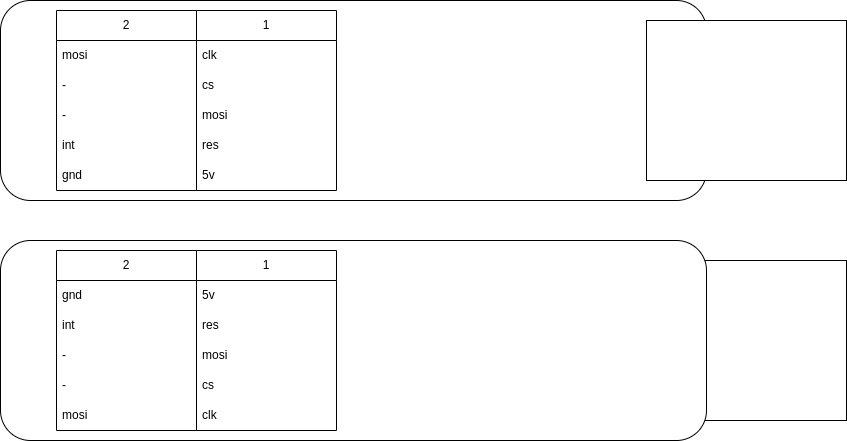 2 1
mosi clk
- cs
- mosi
int res
gnd 5v
2 1
gnd 5v
int res
- mosi
- cs
mosi clk